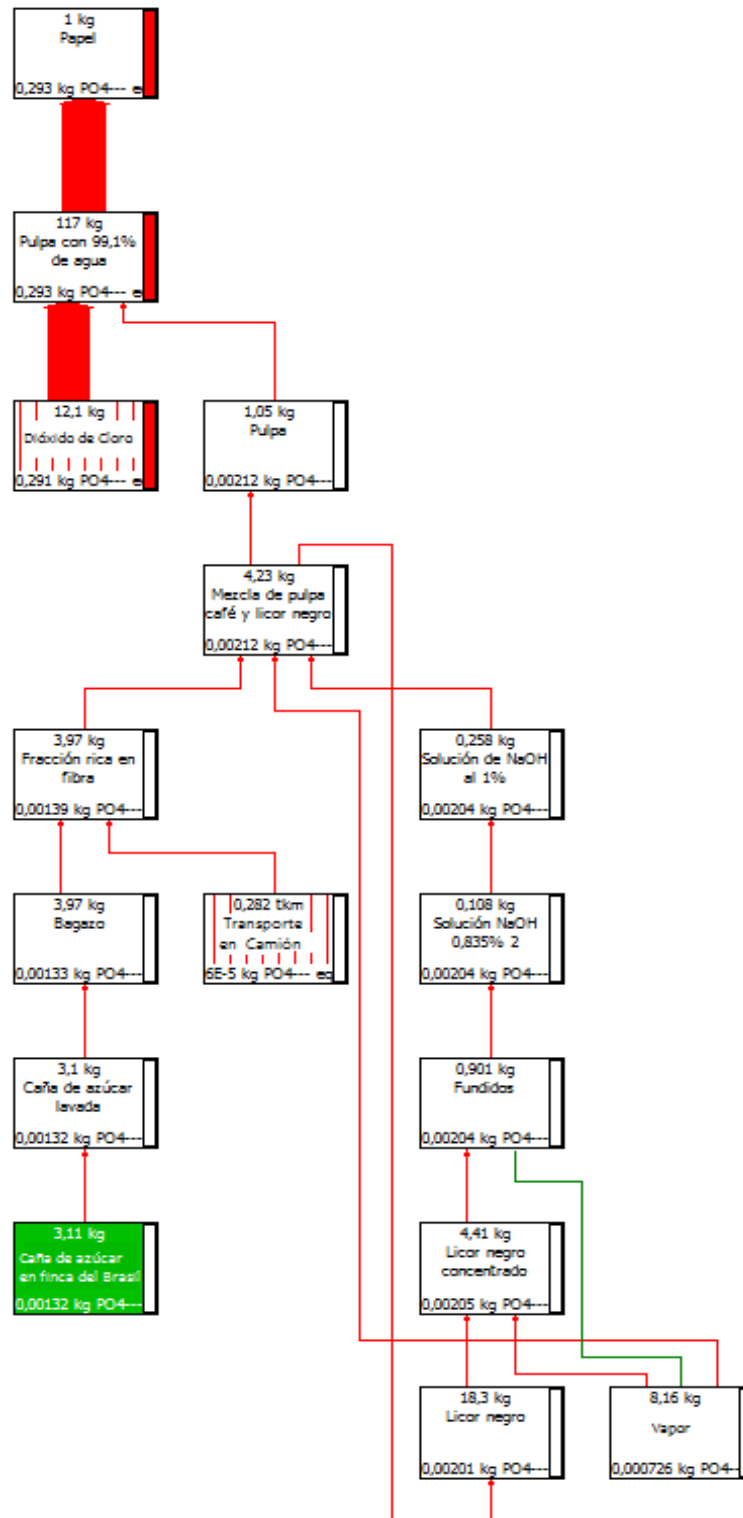 1 kg
Papel
0,293 kg PO4--- e
117 kg
Pulpa con 99,1%
de agua
0,293 kg PO4--- e
12,1 kg
Dióxido de Cloro
0,291 kg PO4--- e
1,05 kg
Pulpa
0,00212 kg PO4---
4,23 kg
Mezcla de pulpa
café y licor negro
0,00212 kg PO4---
3,97 kg
Fracción rica en
fibra
0,00139 kg PO4---
0,258 kg
Solución de NaOH
al 1%
0,00204 kg PO4---
3,97 kg
Bagazo
0,00133 kg PO4---
0,282 tkm
Transporte
en Camión
6E-5 kg PO4--- eq
0,108 kg
Solución NaOH
0,835% 2
0,00204 kg PO4---
3,1 kg
Caña de azúcar
lavada
0,00132 kg PO4---
0,901 kg
Fundidos
0,00204 kg PO4---
3,11 kg
Caña de azúcar
en finca del Brasil
0,00132 kg PO4---
4,41 kg
Licor negro
concentrado
0,00205 kg PO4---
18,3 kg
Licor negro
0,00201 kg PO4---
8,16 kg
Vapor
0,000726 kg PO4--